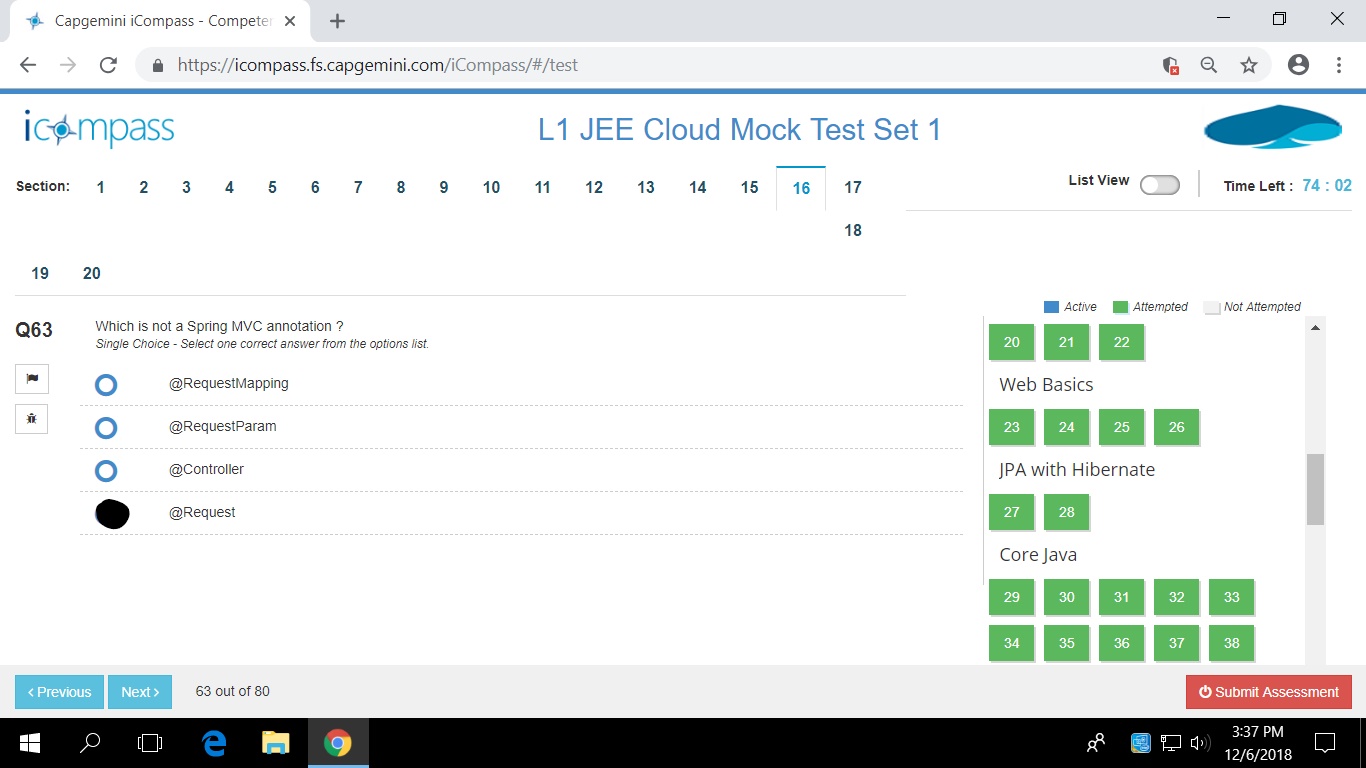 Capgemini iCompass - Competen
https://icompass.fs.capgemini.com/iCompass/#/test
icompass
L1 JEE Cloud Mock Test Set 1
Section: 1 2 3 4 5 6 7 8 9 10 11 12 13 14 15 16 17
List View
Time Left : 74 : 02
18
19 20
Active Attempted Not Attempted
Q63
Which is not a Spring MVC annotation ?
Single Choice - Select one correct answer from the options list.
@RequestMapping
@RequestParam
@Controller
@Request
20 21 22
Web Basics
23 24 25 26
JPA with Hibernate
27 28
Core Java
29 30 31 32 33
34 35 36 37 38
‹ Previous
Next ›
63 out of 80
Submit Assessment
3:37 PM
12/6/2018